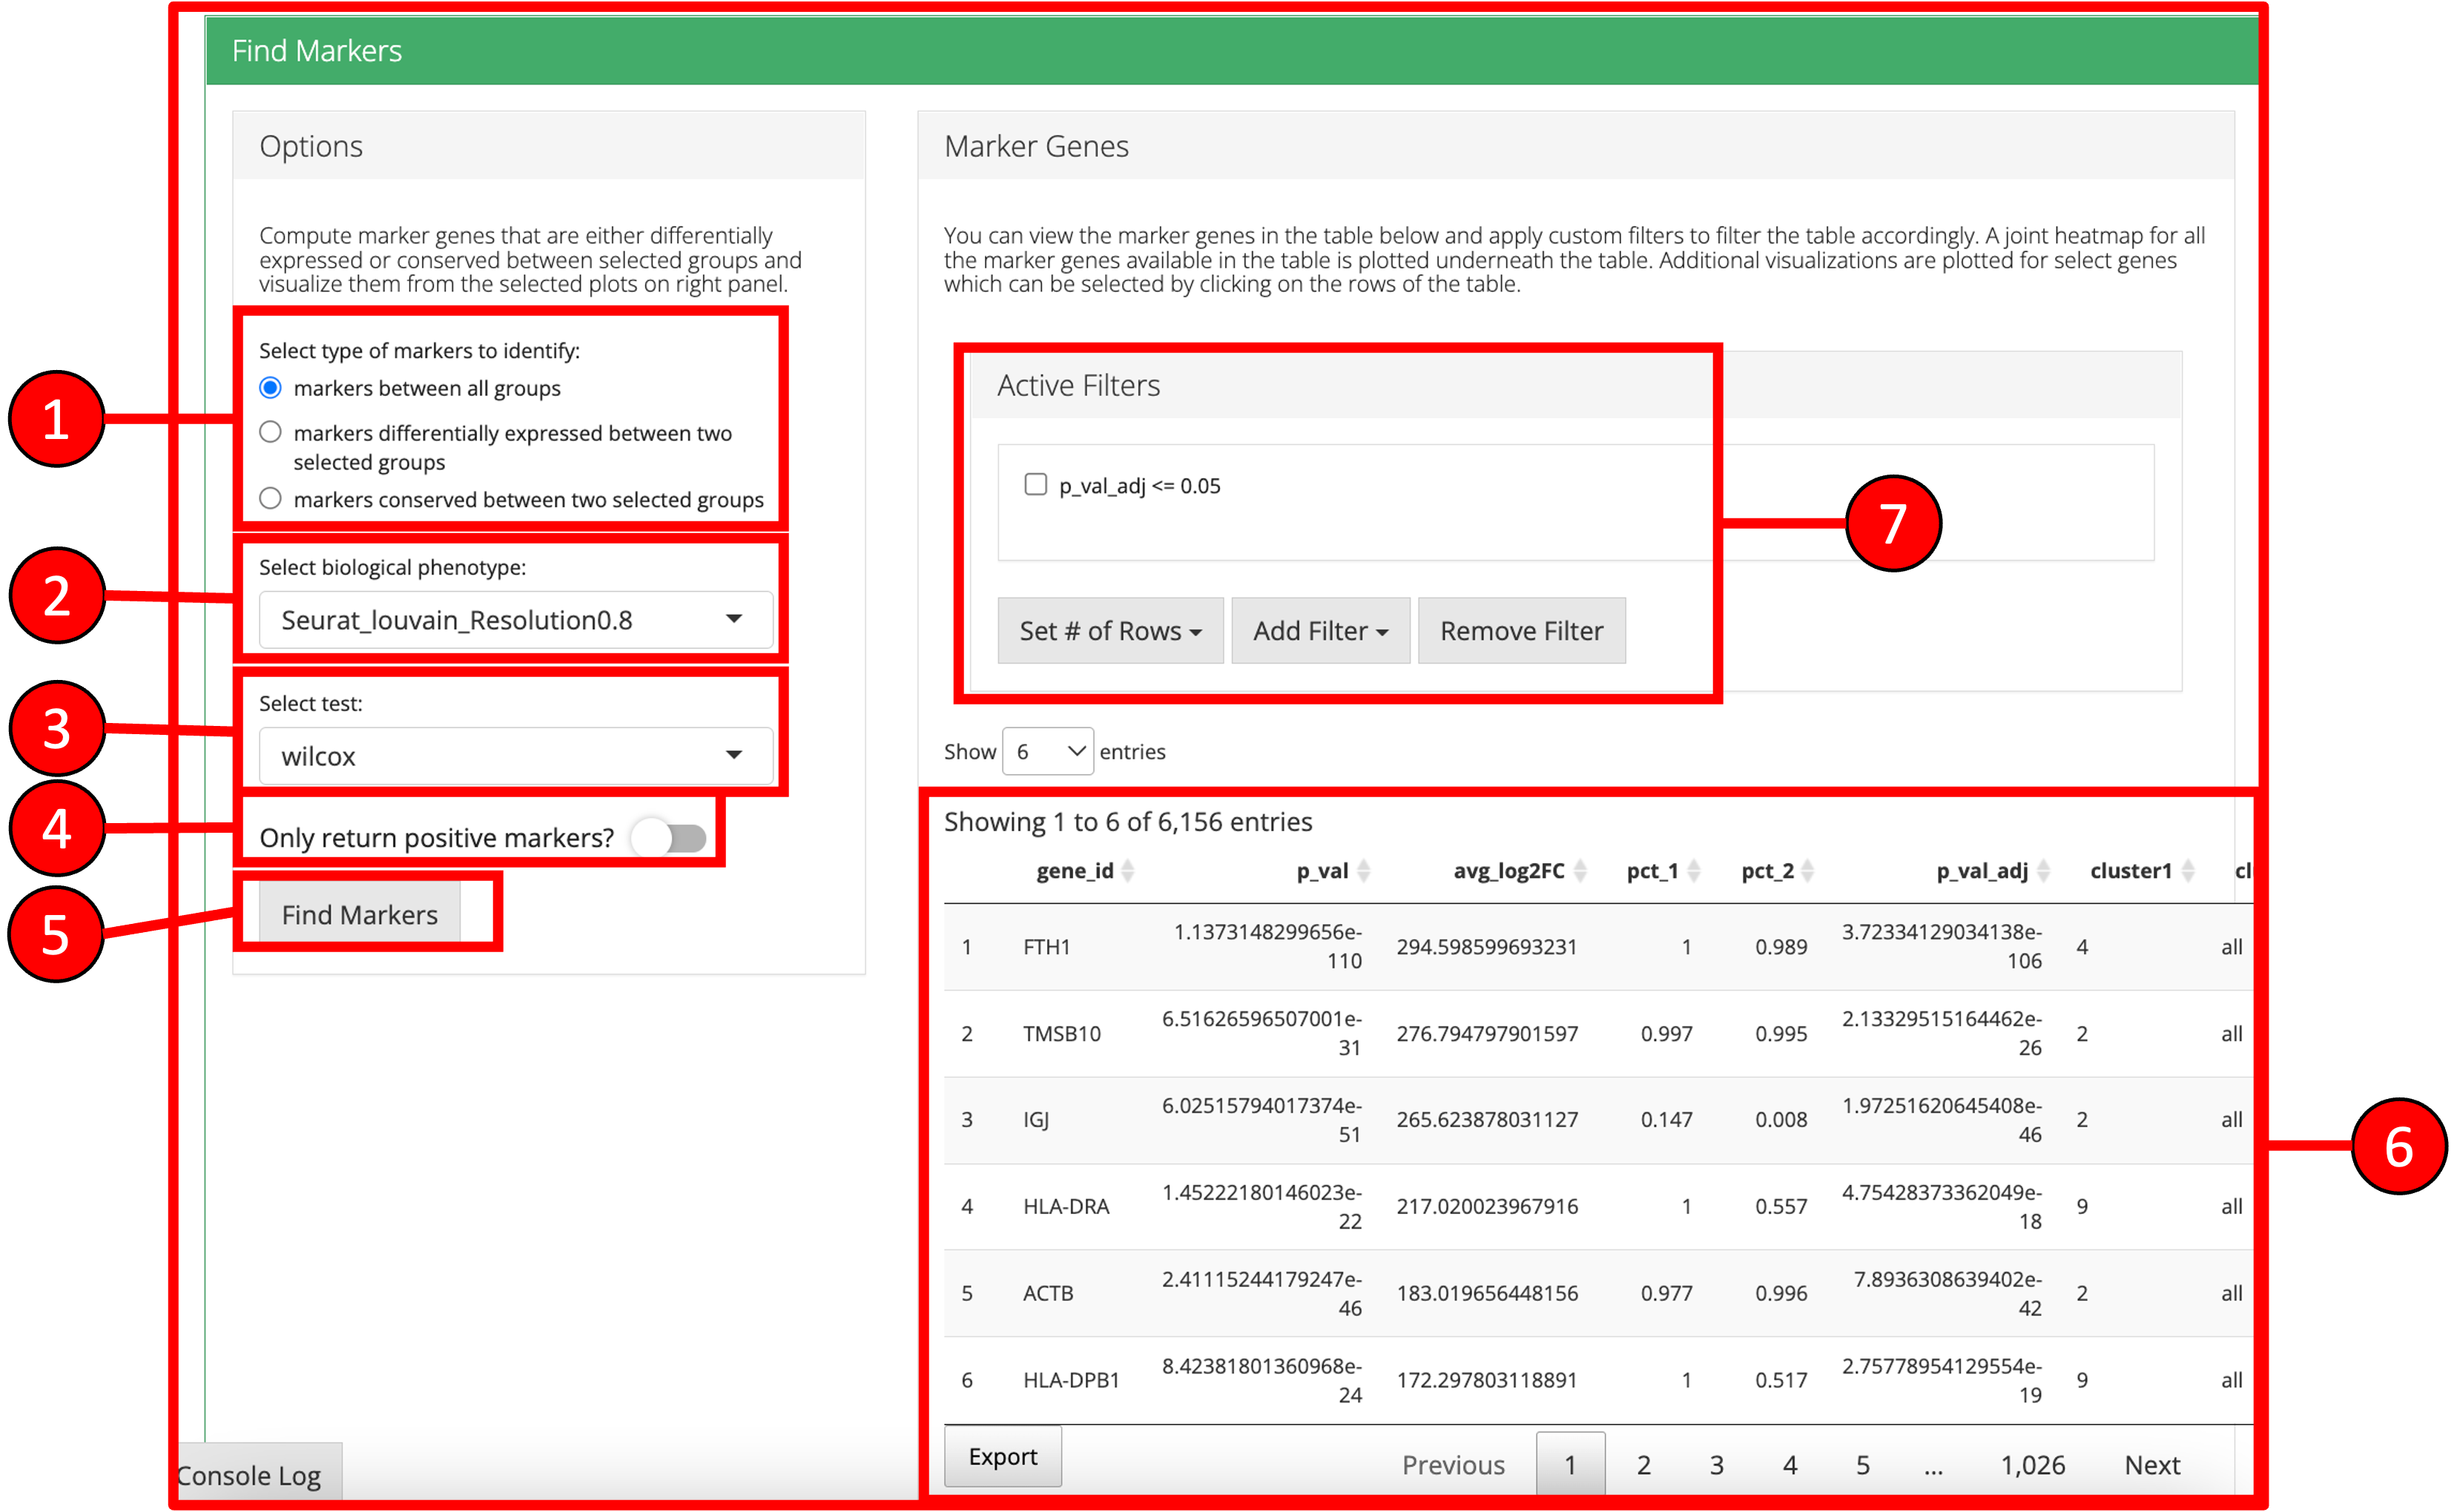 Find Markers
Options
Compute marker genes that are either differentially
expressed or conserved between selected groups and
visualize them from the selected plots on right panel.
1
Select type of markers to identify:
markers between all groups
markers differentially expressed between two
selected groups
markers conserved between two selected groups
2
Select biological phenotype:
Seurat_louvain_Resolution0.8
3
Select test:
wilcox
4
Only return positive markers?
5
Find Markers
Console Log
Marker Genes
You can view the marker genes in the table below and apply custom filters to filter the table accordingly. A joint heatmap for all
the marker genes available in the table is plotted underneath the table. Additional visualizations are plotted for select genes
which can be selected by clicking on the rows of the table.
Active Filters
p_val_adj <= 0.05
7
Set # of Rows Add Filter Remove Filter
Show 6 entries
Showing 1 to 6 of 6,156 entries
gene_id p_val avg_log2FC pct_1 pct_2 p_val_adj cluster1 cl
1 FTH1 1.1373148299656e-110 294.598599693231 1 0.989 3.72334129034138e-106 4 all
2 TMSB10 6.51626596507001e-31 276.794797901597 0.997 0.995 2.13329515164462e-26 2 all
3 IGJ 6.02515794017374e-51 265.623878031127 0.147 0.008 1.97251620645408e-46 2 all
4 HLA-DRA 1.45222180146023e-22 217.020023967916 1 0.557 4.75428373362049e-18 9 all
5 ACTB 2.41115244179247e-46 183.019656448156 0.977 0.996 7.8936308639402e-42 2 all
6 HLA-DPB1 8.42381801360968e-24 172.297803118891 1 0.517 2.75778954129554e-19 9 all
6
Export
Previous 1 2 3 4 5 ... 1,026 Next